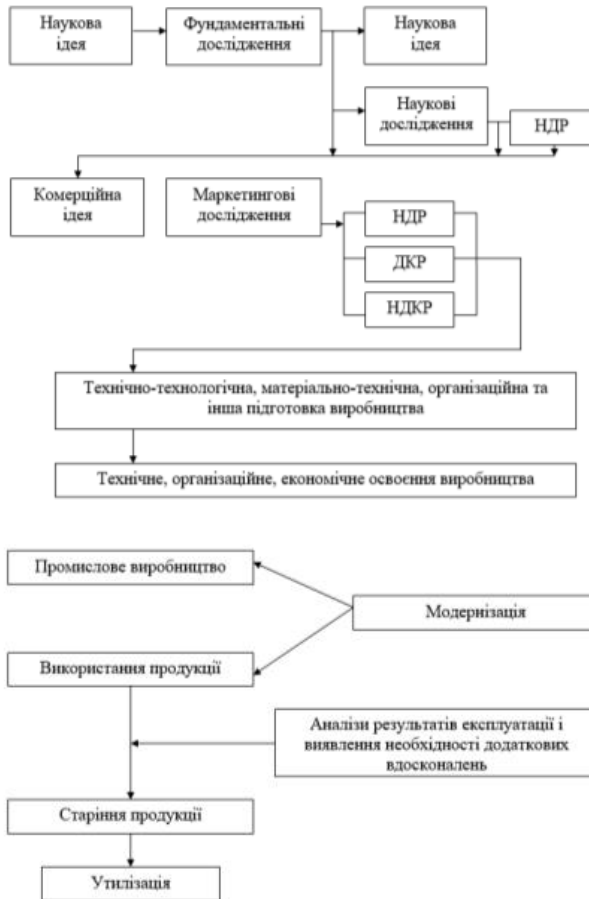 Наукова
ідея
Фундаментальні
дослідження
Наукова
ідея
Наукові
дослідження
НДР
Комерційна
ідея
Маркетингові
дослідження
НДР
ДКР
НДКР
Технічно-технологічна, матеріально-технічна, організаційна та
інша підготовка виробництва
Технічне, організаційне, економічне освоєння виробництва
Промислове виробництво
Модернізація
Використання продукції
Аналізи результатів експлуатації і
виявлення необхідності додаткових
вдосконалень
Старіння продукції
Утилізація